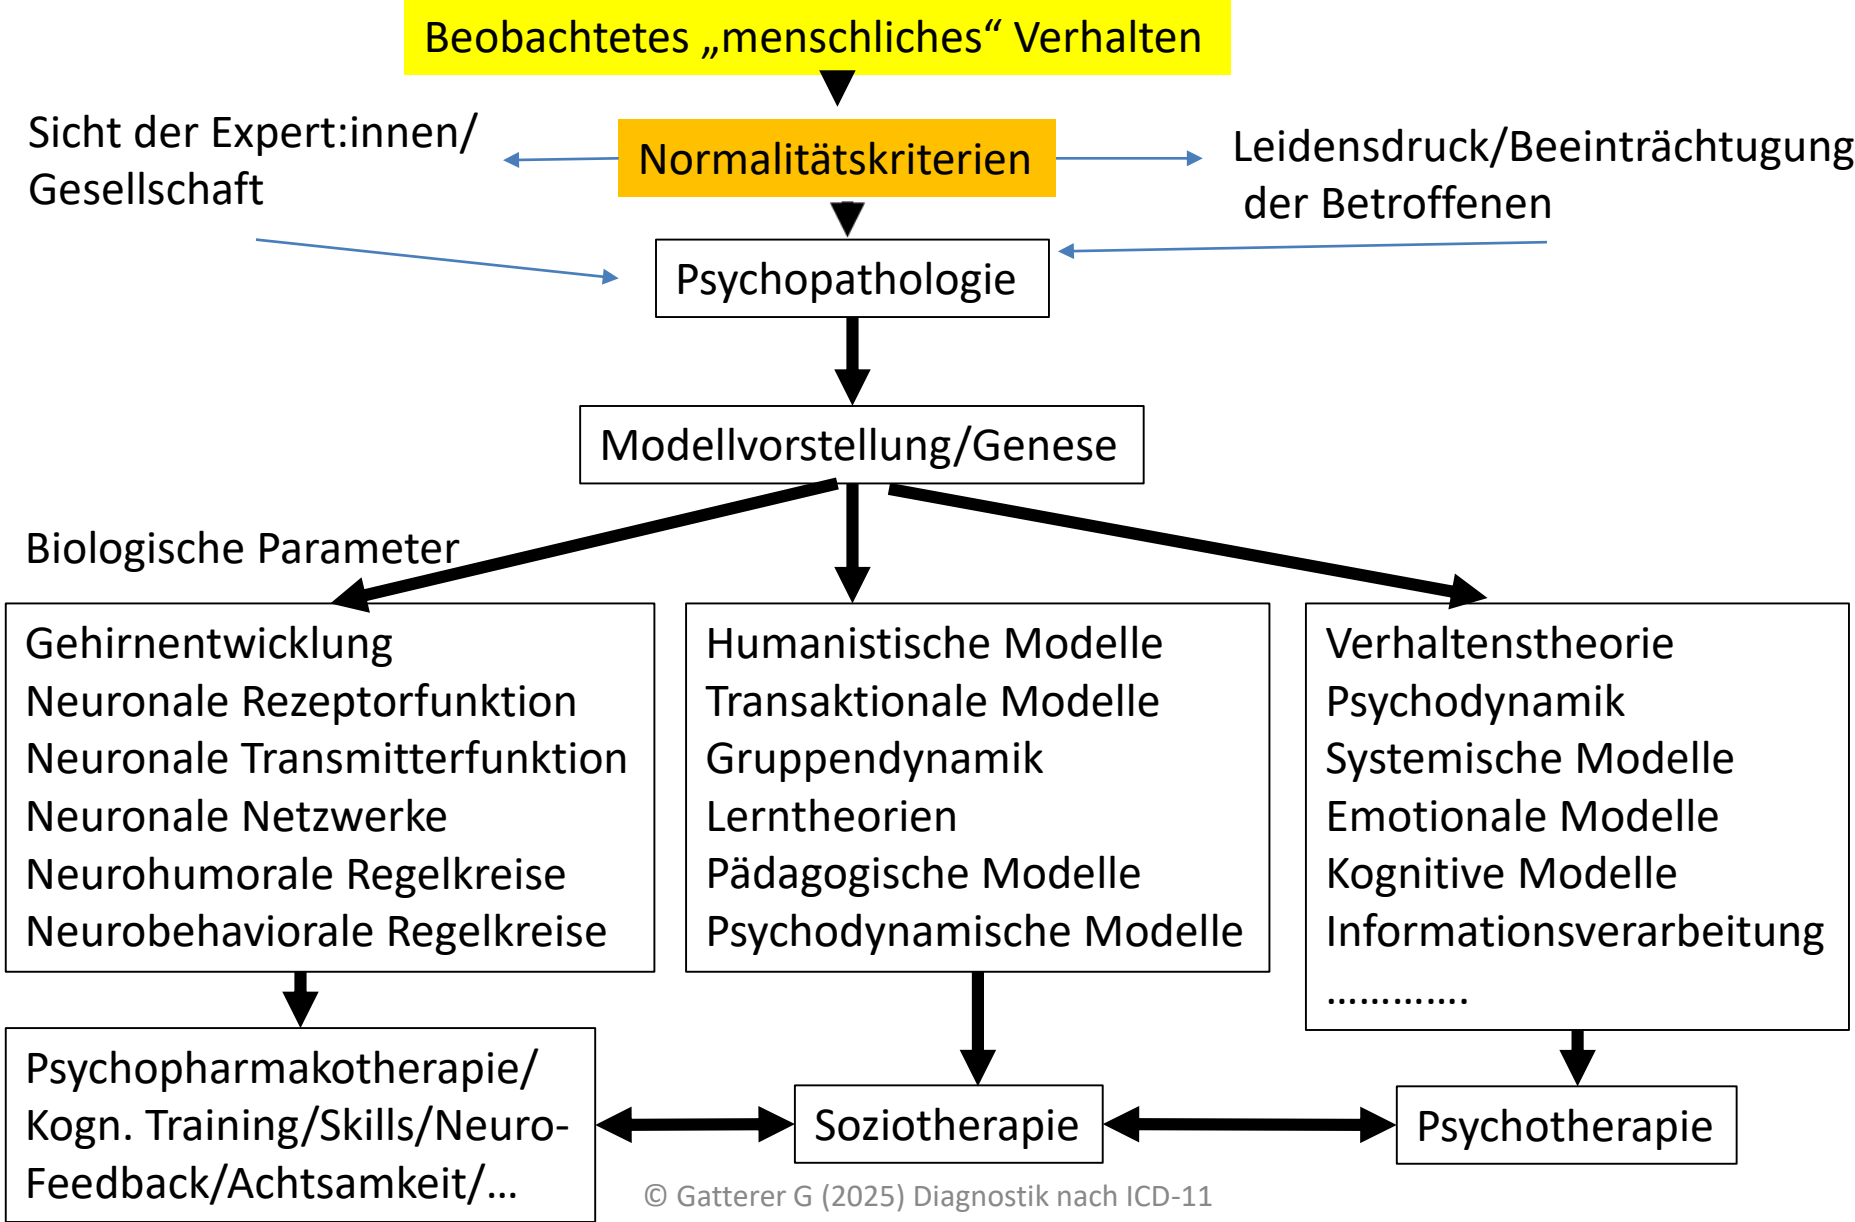 Beobachtetes „menschliches“ Verhalten
Sicht der Expert:innen/
Gesellschaft
Normalitätskriterien
Leidensdruck/Beeinträchtugung
der Betroffenen
Psychopathologie
Modellvorstellung/Genese
Biologische Parameter
Gehirnentwicklung
Neuronale Rezeptorfunktion
Neuronale Transmitterfunktion
Neuronale Netzwerke
Neurohumorale Regelkreise
Neurobehaviorale Regelkreise
Humanistische Modelle
Transaktionale Modelle
Gruppendynamik
Lerntheorien
Pädagogische Modelle
Psychodynamische Modelle
Verhaltenstheorie
Psychodynamik
Systemische Modelle
Emotionale Modelle
Kognitive Modelle
Informationsverarbeitung
………….
Psychopharmakotherapie/
Kogn. Training/Skills/Neuro-
Feedback/Achtsamkeit/…
Soziotherapie
Psychotherapie
© Gatterer G (2025) Diagnostik nach ICD-11